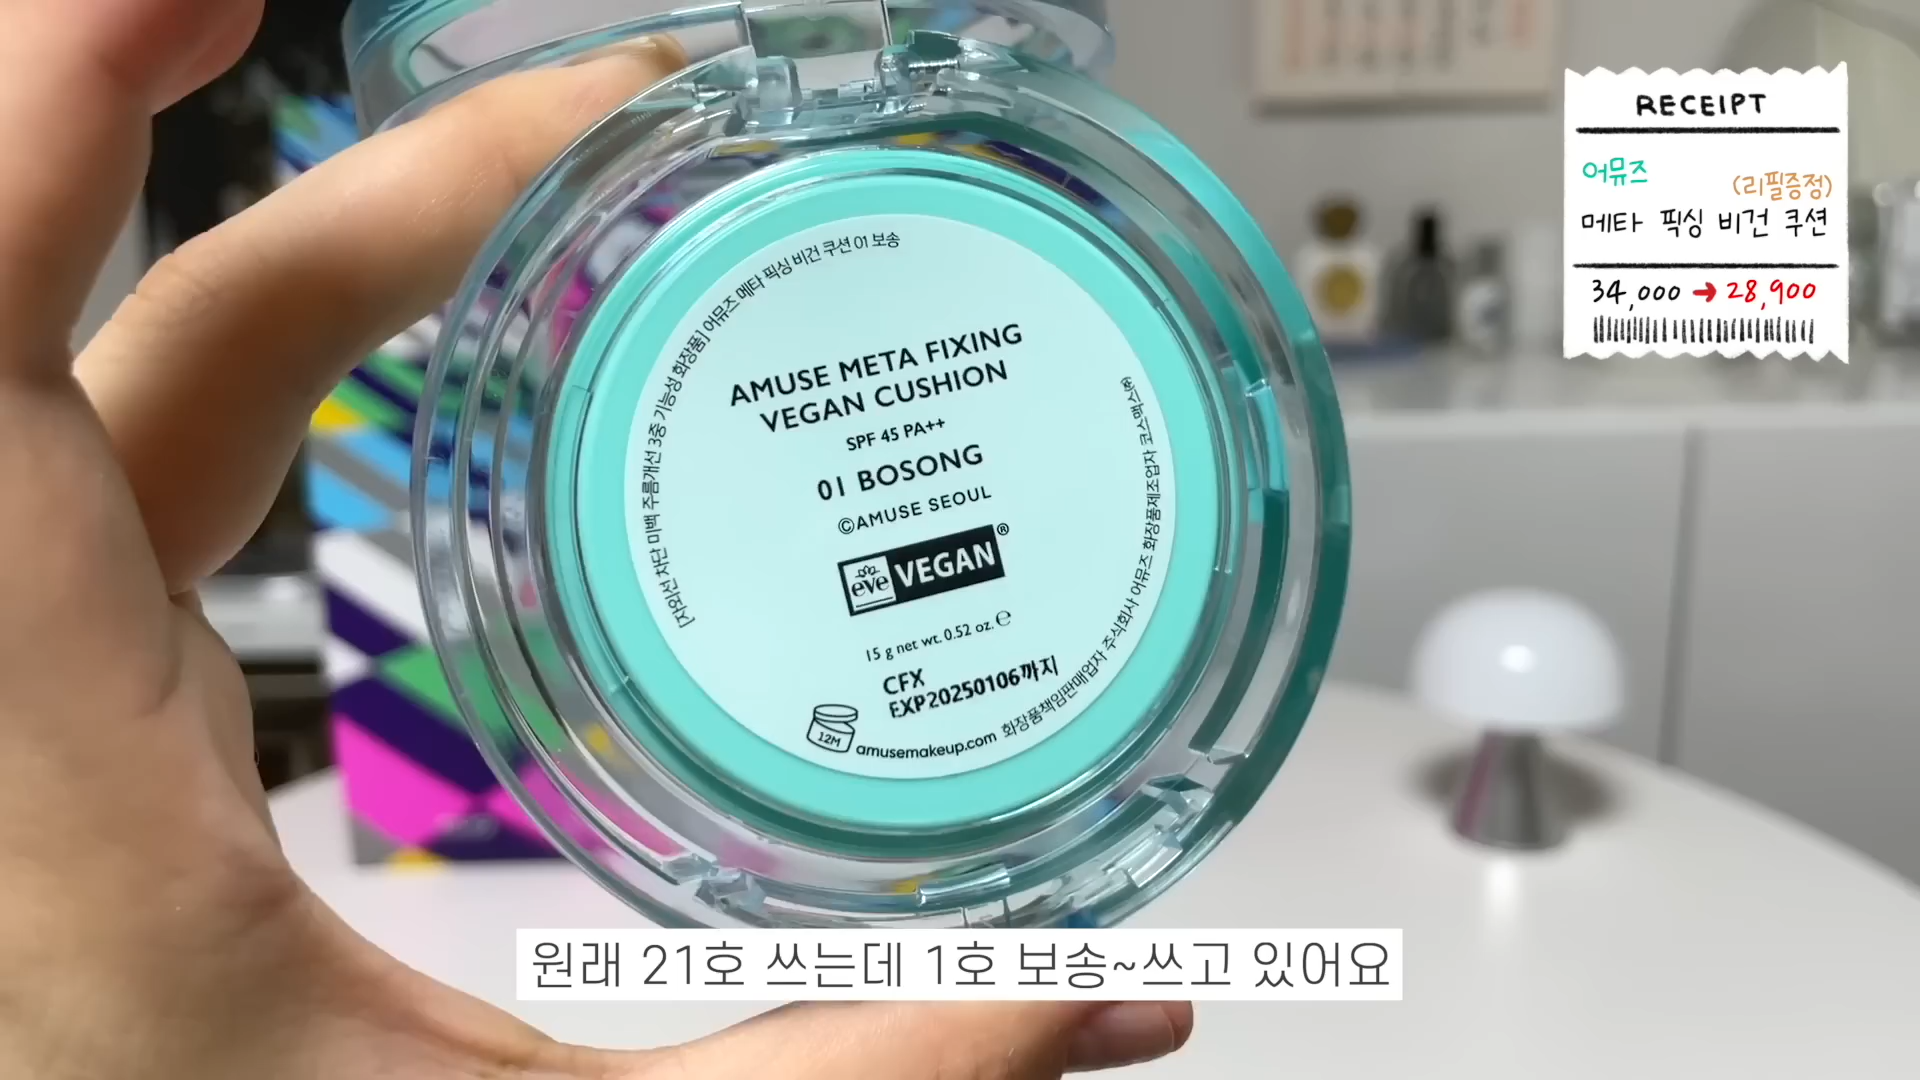 RECEIPT
어뮤즈
(리필증정)
메타 픽싱 비건 쿠션
34,000 → 28,900
[자외선 차단 미백 주름개선 3중 기능성 화장품] 어뮤즈 메타 픽싱 비건 쿠션 01 보송
AMUSE META FIXING
VEGAN CUSHION
SPF 45 PA++
01 BOSONG
©AMUSE SEOUL
eve VEGAN®
15 g net wt. 0.52 oz. ℮
CFX
EXP20250106까지
12M
amusemakeup.com
화장품책임판매업자 주식회사 어뮤즈 화장품제조업자 코스맥스㈜
원래 21호 쓰는데 1호 보송~쓰고 있어요